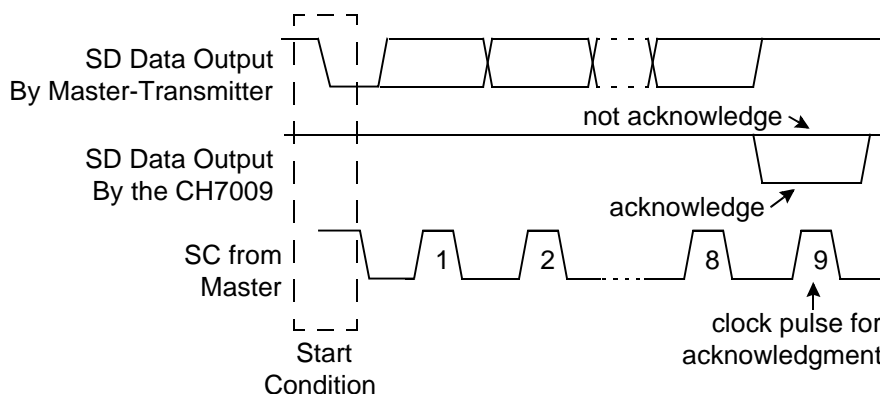 SD Data Output
By Master-Transmitter
not acknowledge
SD Data Output
By the CH7009
acknowledge
SC from
Master
1
2
8
9
clock pulse for
acknowledgment
Start
Condition